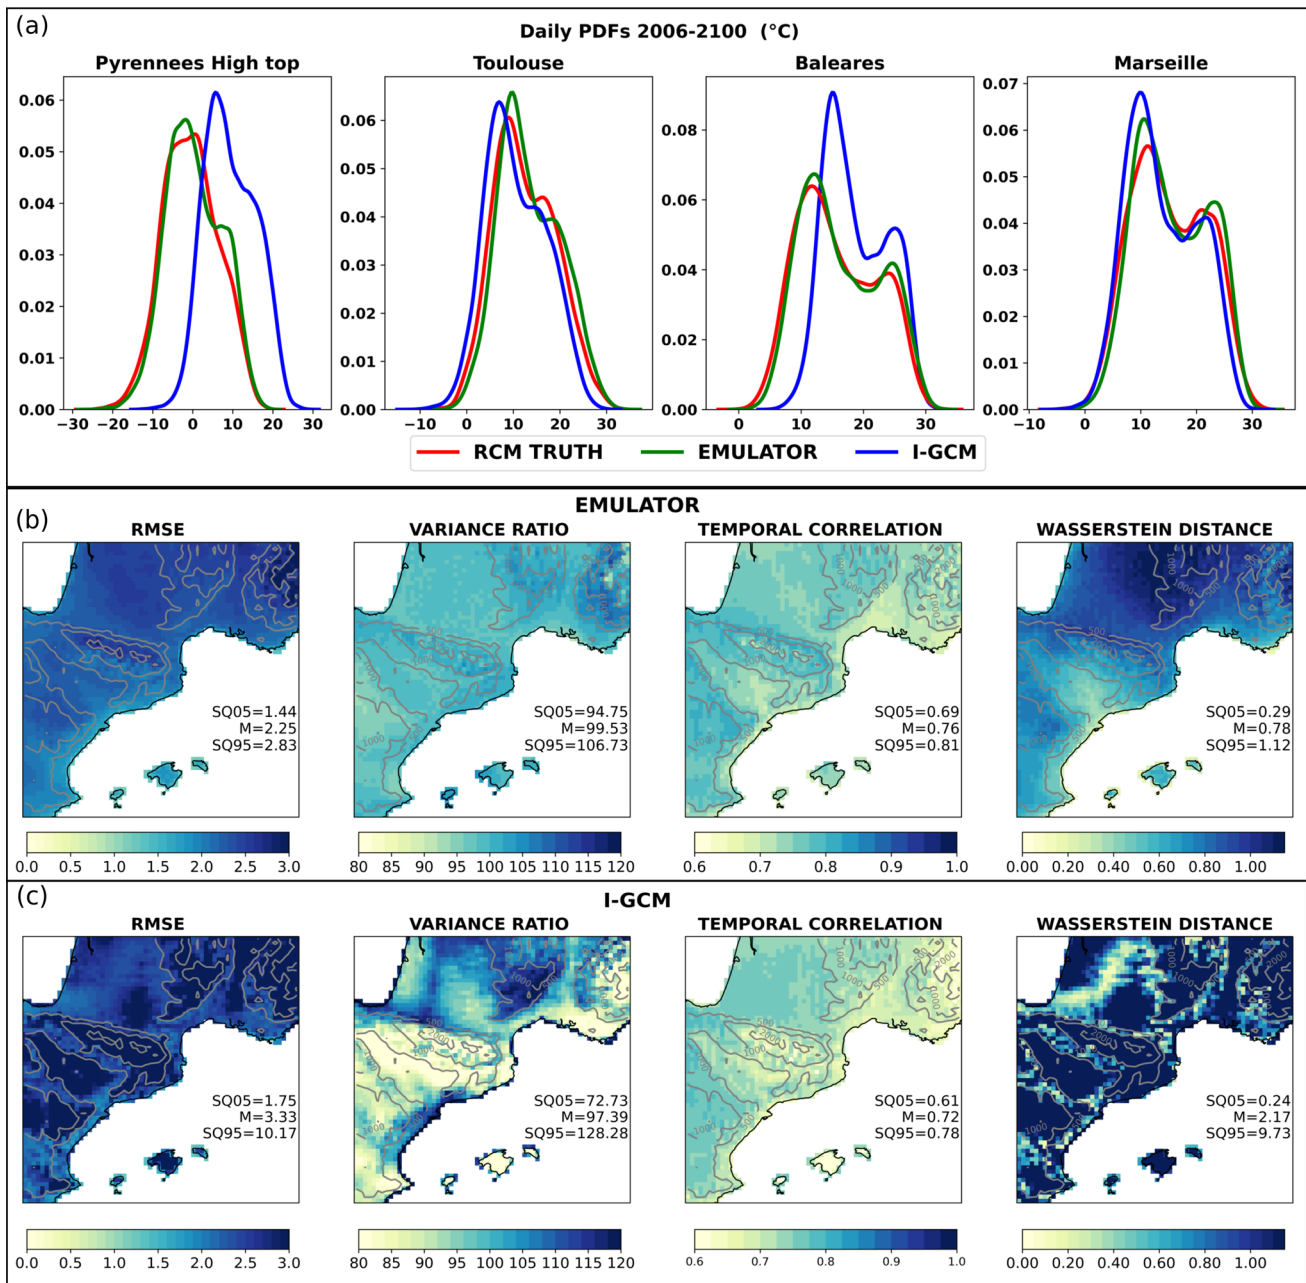 (a)
Daily PDFs 2006-2100 (°C)
Pyrennees High top
Toulouse
Baleares
Marseille
0.06
0.05
0.04
0.03
0.02
0.01
0.00
−30 −20 −10 0 10 20 30
0.06
0.05
0.04
0.03
0.02
0.01
0.00
−10 0 10 20 30
0.08
0.06
0.04
0.02
0.00
0 10 20 30
0.07
0.06
0.05
0.04
0.03
0.02
0.01
0.00
−10 0 10 20 30
RCM TRUTH EMULATOR I-GCM
(b)
EMULATOR
RMSE
VARIANCE RATIO
TEMPORAL CORRELATION
WASSERSTEIN DISTANCE
SQ05=1.44
M=2.25
SQ95=2.83
SQ05=94.75
M=99.53
SQ95=106.73
SQ05=0.69
M=0.76
SQ95=0.81
SQ05=0.29
M=0.78
SQ95=1.12
0.0 0.5 1.0 1.5 2.0 2.5 3.0
80 85 90 95 100 105 110 115 120
0.6 0.7 0.8 0.9 1.0
0.00 0.20 0.40 0.60 0.80 1.00
(c)
I-GCM
RMSE
VARIANCE RATIO
TEMPORAL CORRELATION
WASSERSTEIN DISTANCE
SQ05=1.75
M=3.33
SQ95=10.17
SQ05=72.73
M=97.39
SQ95=128.28
SQ05=0.61
M=0.72
SQ95=0.78
SQ05=0.24
M=2.17
SQ95=9.73
0.0 0.5 1.0 1.5 2.0 2.5 3.0
80 85 90 95 100 105 110 115 120
0.6 0.7 0.8 0.9 1.0
0.00 0.20 0.40 0.60 0.80 1.00